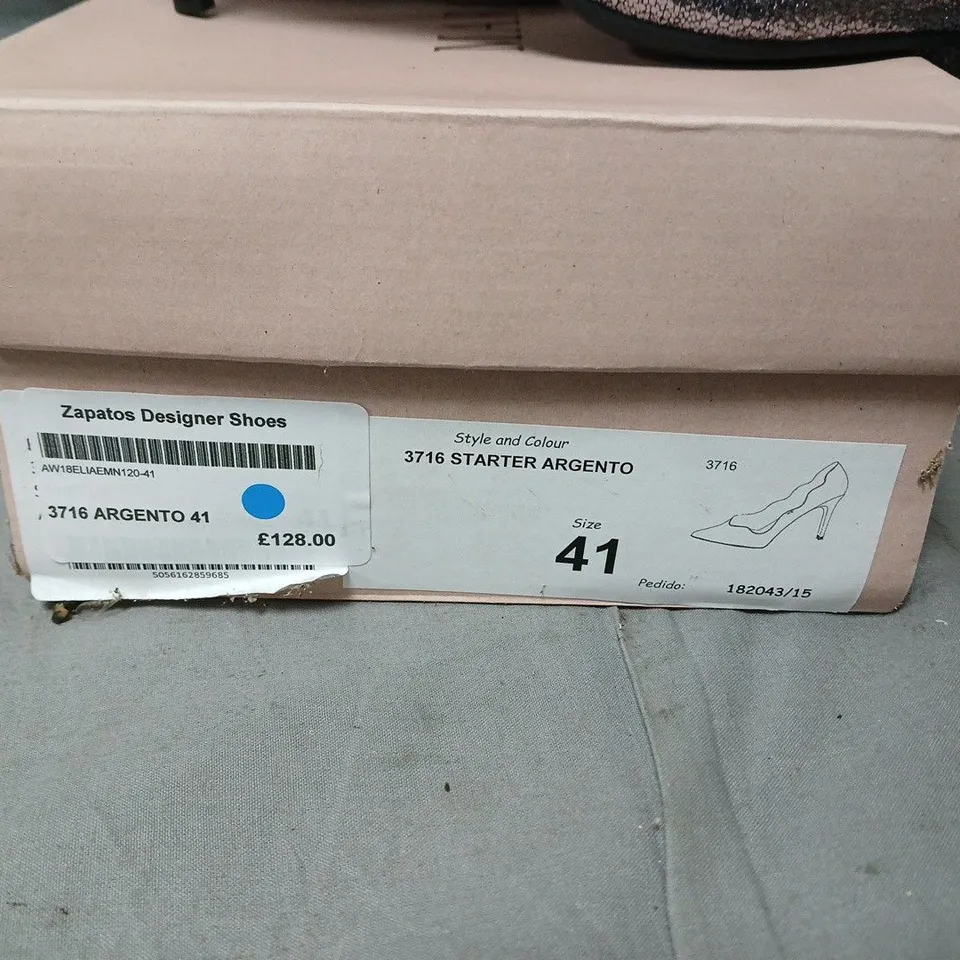 Zapatos Designer Shoes
AW18ELIAEMN120-41
3716 ARGENTO 41
£128.00
5056162859685
Style and Colour
3716 STARTER ARGENTO
3716
Size
41
Pedido:
182043/15